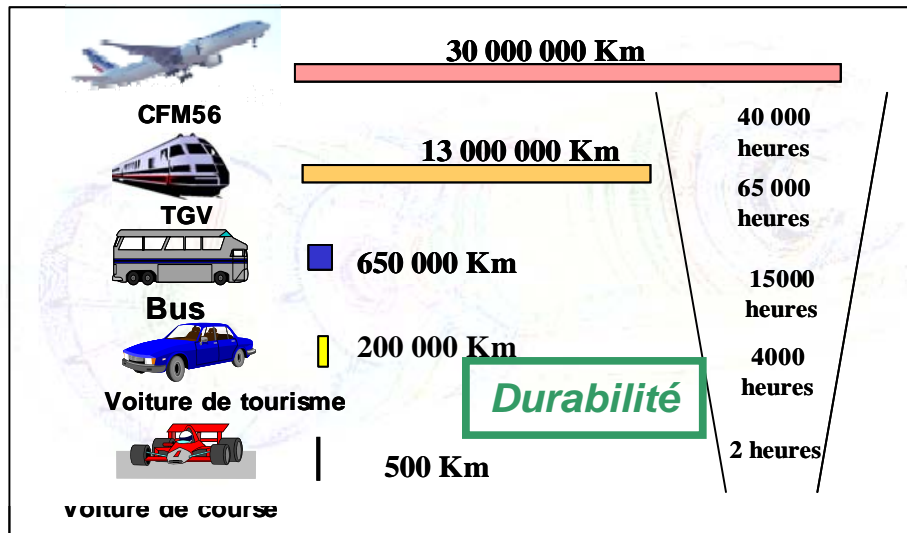 30 000 000 Km
CFM56
40 000
heures
13 000 000 Km
65 000
heures
TGV
650 000 Km
15000
heures
Bus
200 000 Km
4000
heures
Voiture de tourisme
Durabilité
2 heures
500 Km
Voiture de course